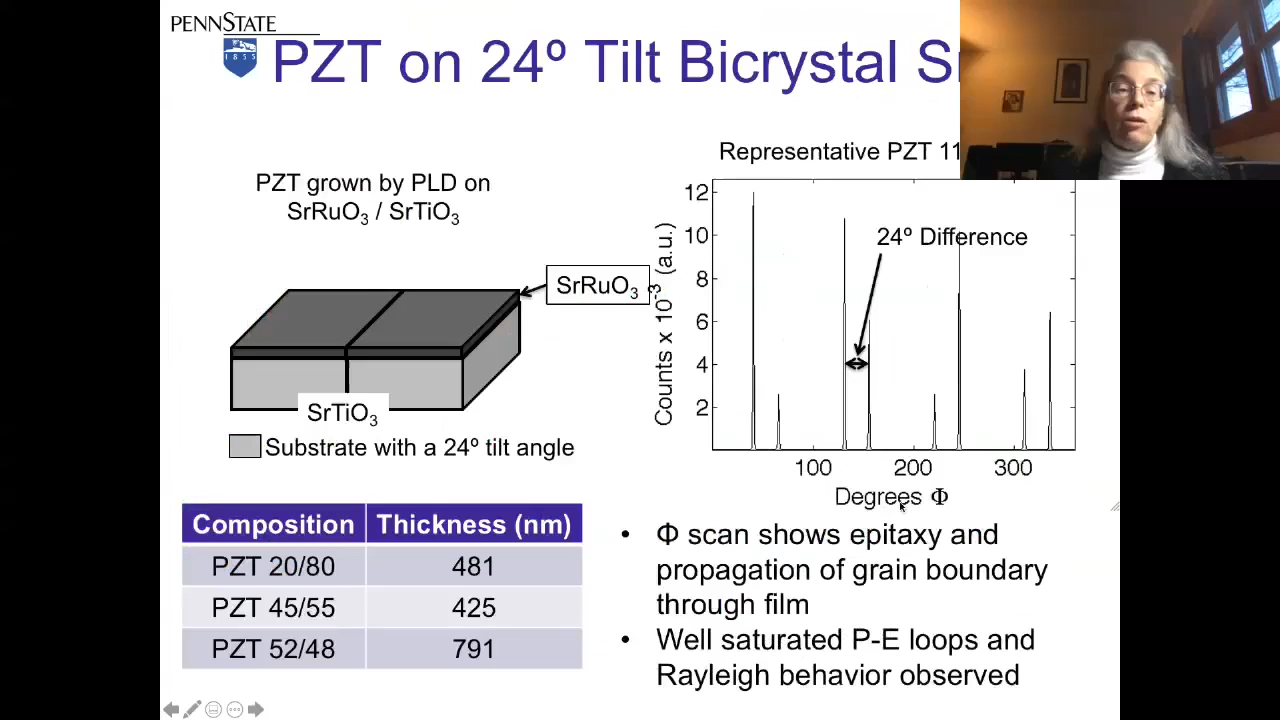 PENNSTATE
1855
PZT on 24º Tilt Bicrystal
PZT grown by PLD on
SrRuO3 / SrTiO3
SrRuO3
SrTiO3
Substrate with a 24º tilt angle
Composition Thickness (nm)
PZT 20/80 481
PZT 45/55 425
PZT 52/48 791
Representative PZT
24º Difference
Counts x 10-3 (a.u.)
12
10
8
6
4
2
100 200 300
Degrees Φ
• Φ scan shows epitaxy and
propagation of grain boundary
through film
• Well saturated P-E loops and
Rayleigh behavior observed